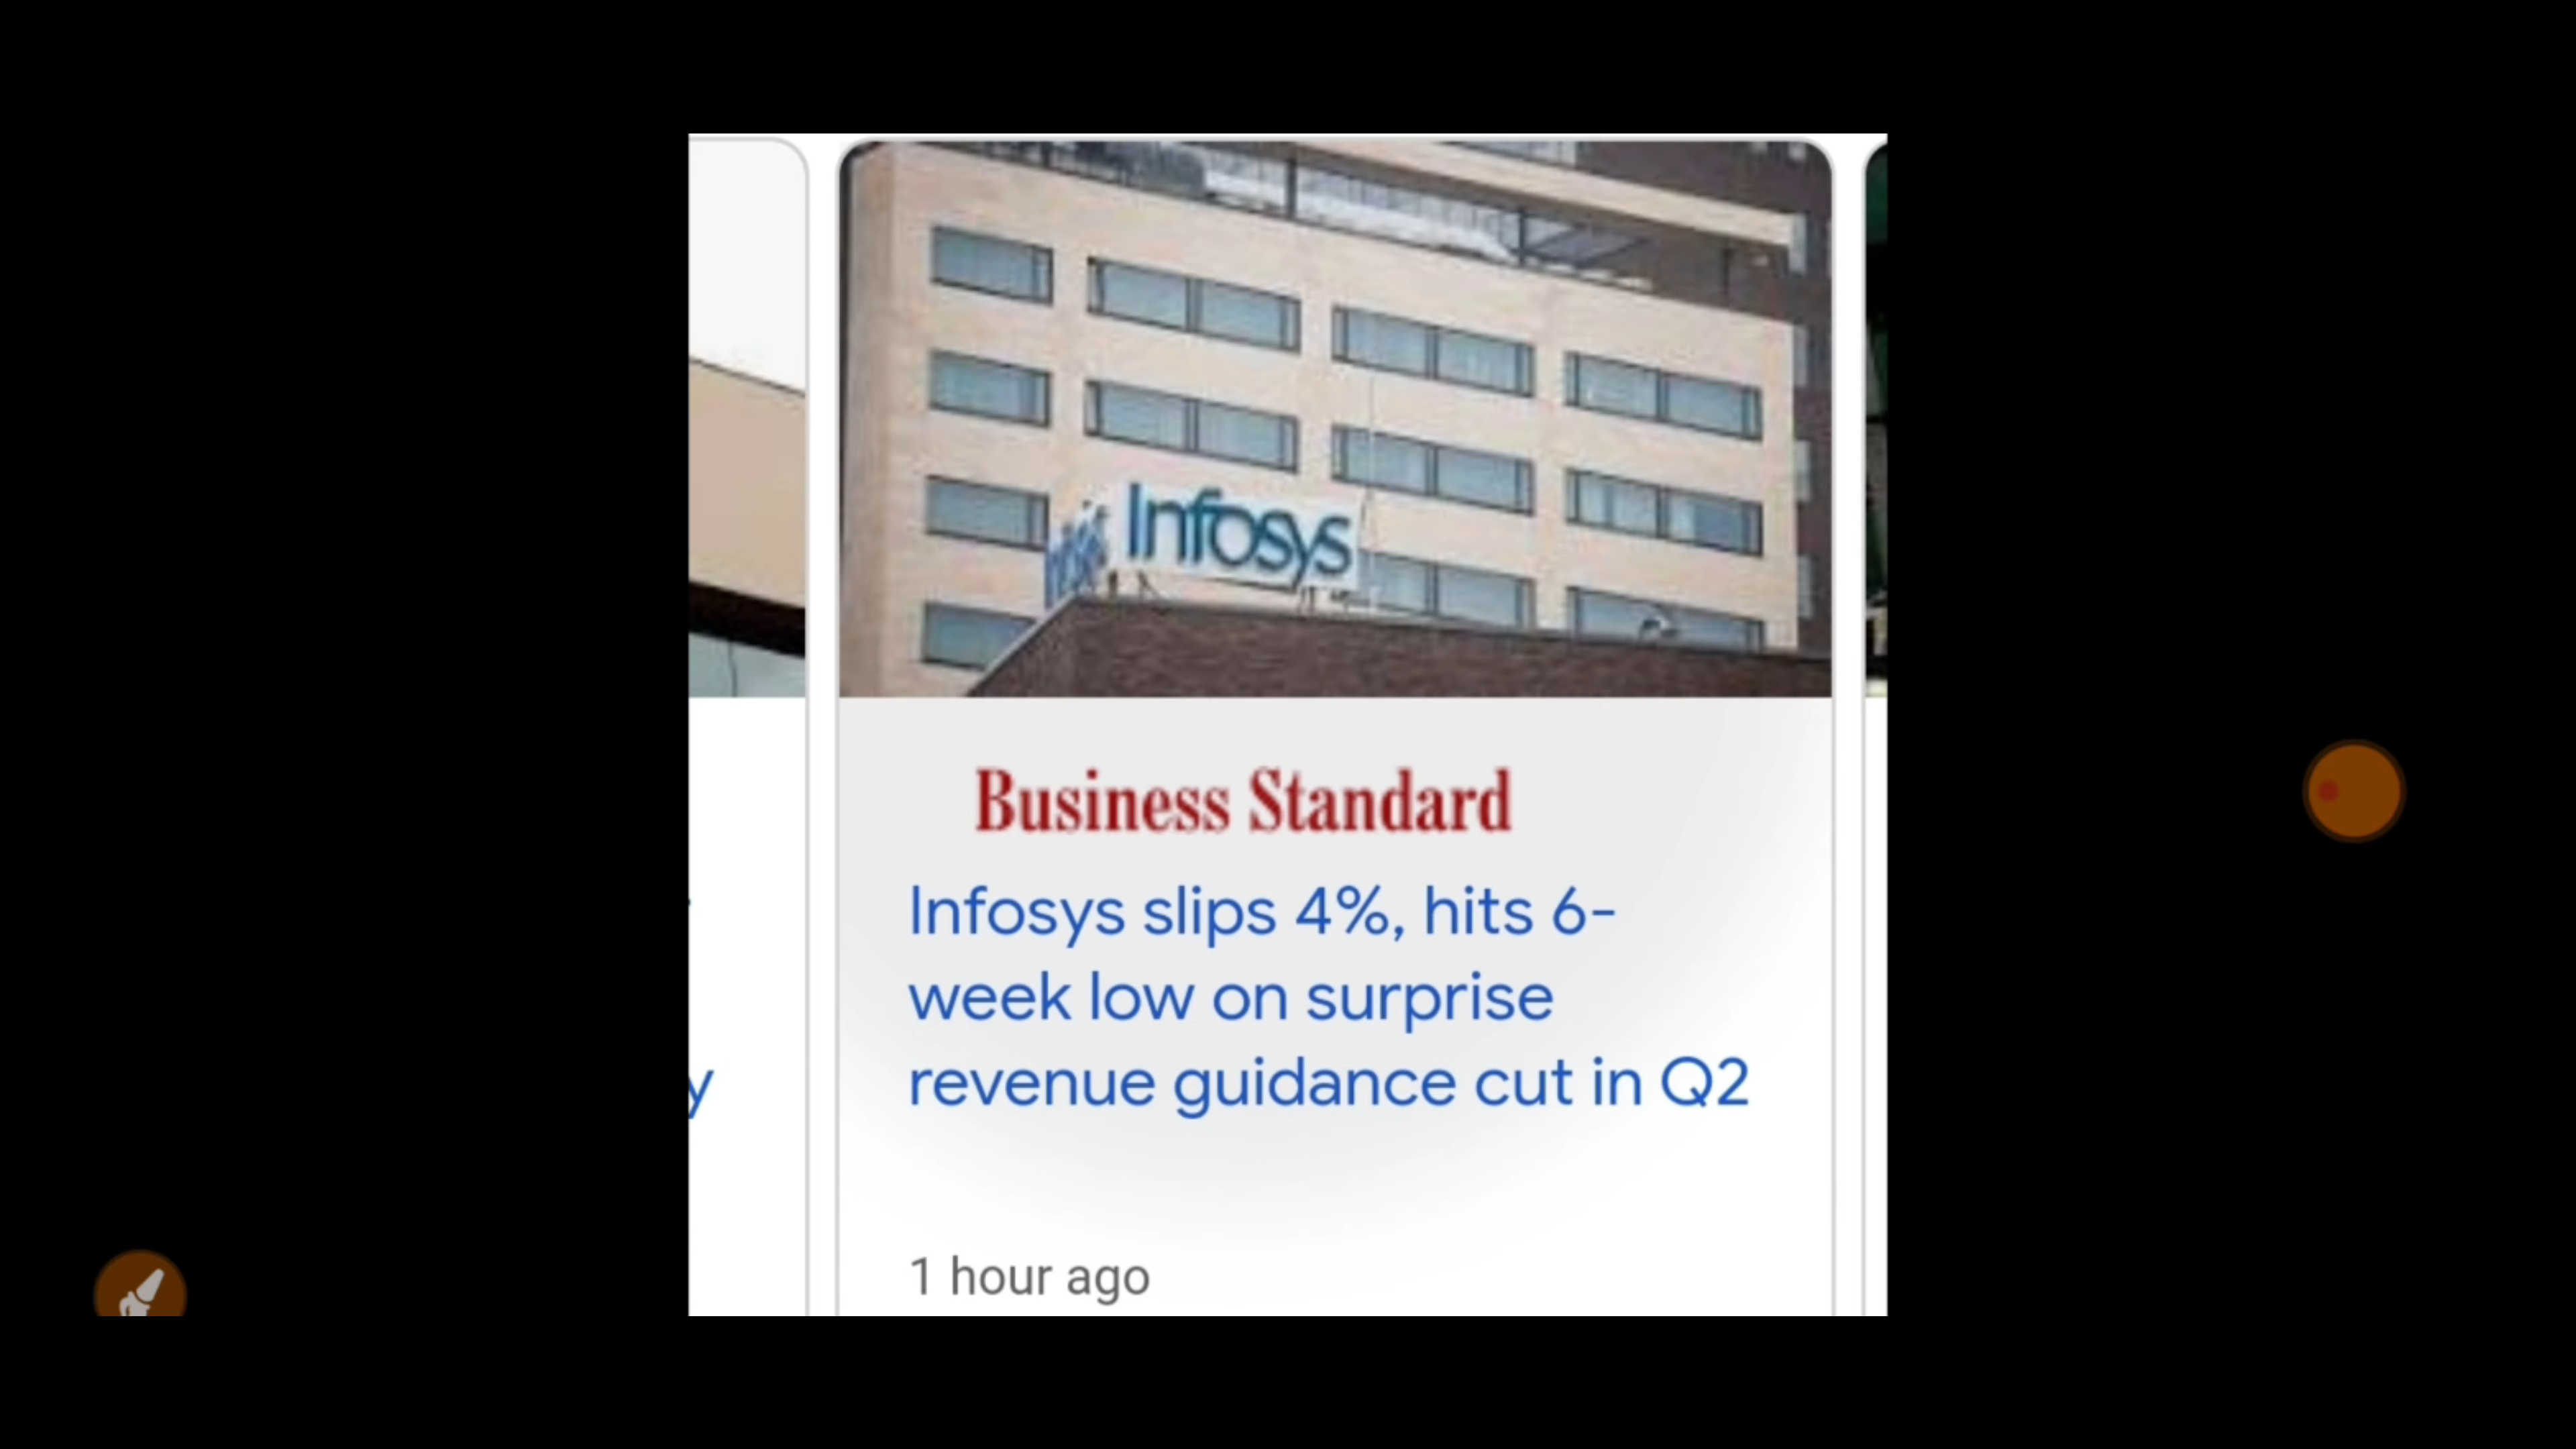 Infosys
Business Standard
Infosys slips 4%, hits 6-
week low on surprise
y
revenue guidance cut in Q2
1 hour ago